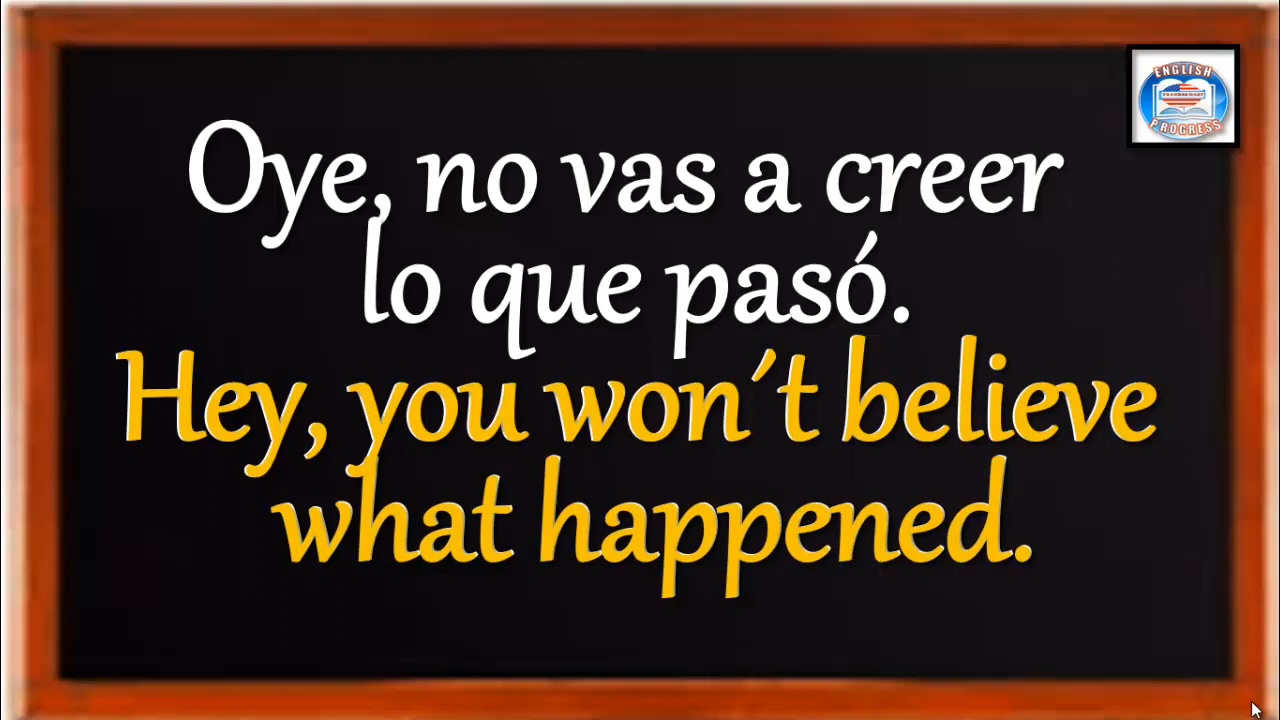 ENGLISH
PROGRESS
Oye, no vas a creer
lo que pasó.
Hey, you won´t believe
what happened.